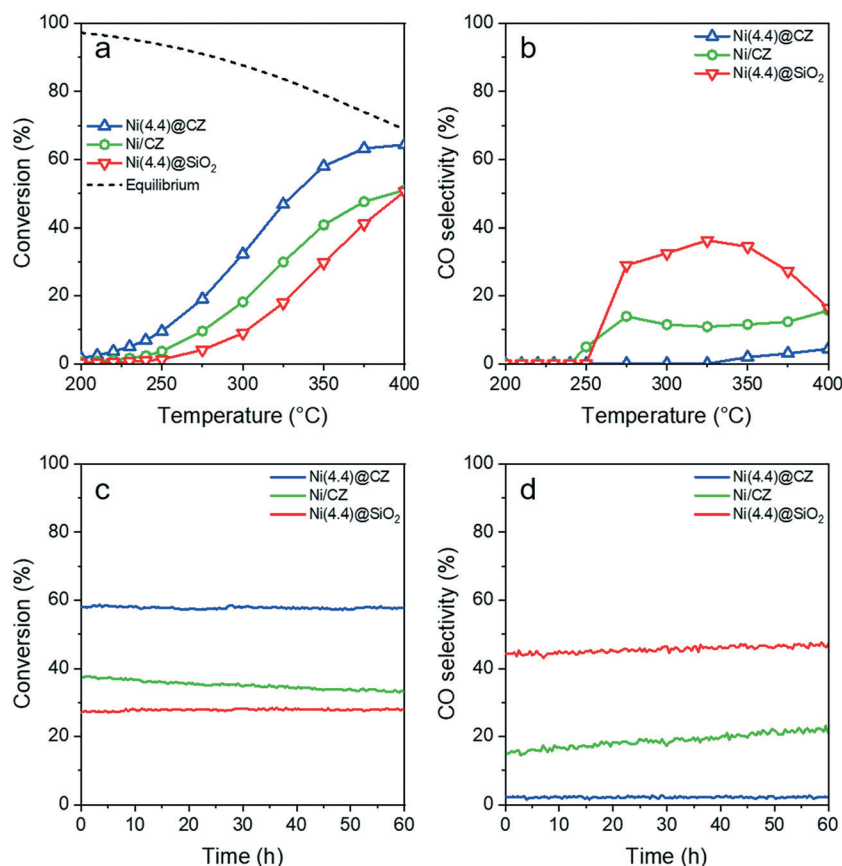 a
Conversion (%)
100
80
60
40
20
0
Ni(4.4)@CZ
Ni/CZ
Ni(4.4)@SiO₂
Equilibrium
200 250 300 350 400
Temperature (°C)
b
CO selectivity (%)
100
80
60
40
20
0
Ni(4.4)@CZ
Ni/CZ
Ni(4.4)@SiO₂
200 250 300 350 400
Temperature (°C)
c
Conversion (%)
100
80
60
40
20
0
Ni(4.4)@CZ
Ni/CZ
Ni(4.4)@SiO₂
0 10 20 30 40 50 60
Time (h)
d
CO selectivity (%)
100
80
60
40
20
0
Ni(4.4)@CZ
Ni/CZ
Ni(4.4)@SiO₂
0 10 20 30 40 50 60
Time (h)